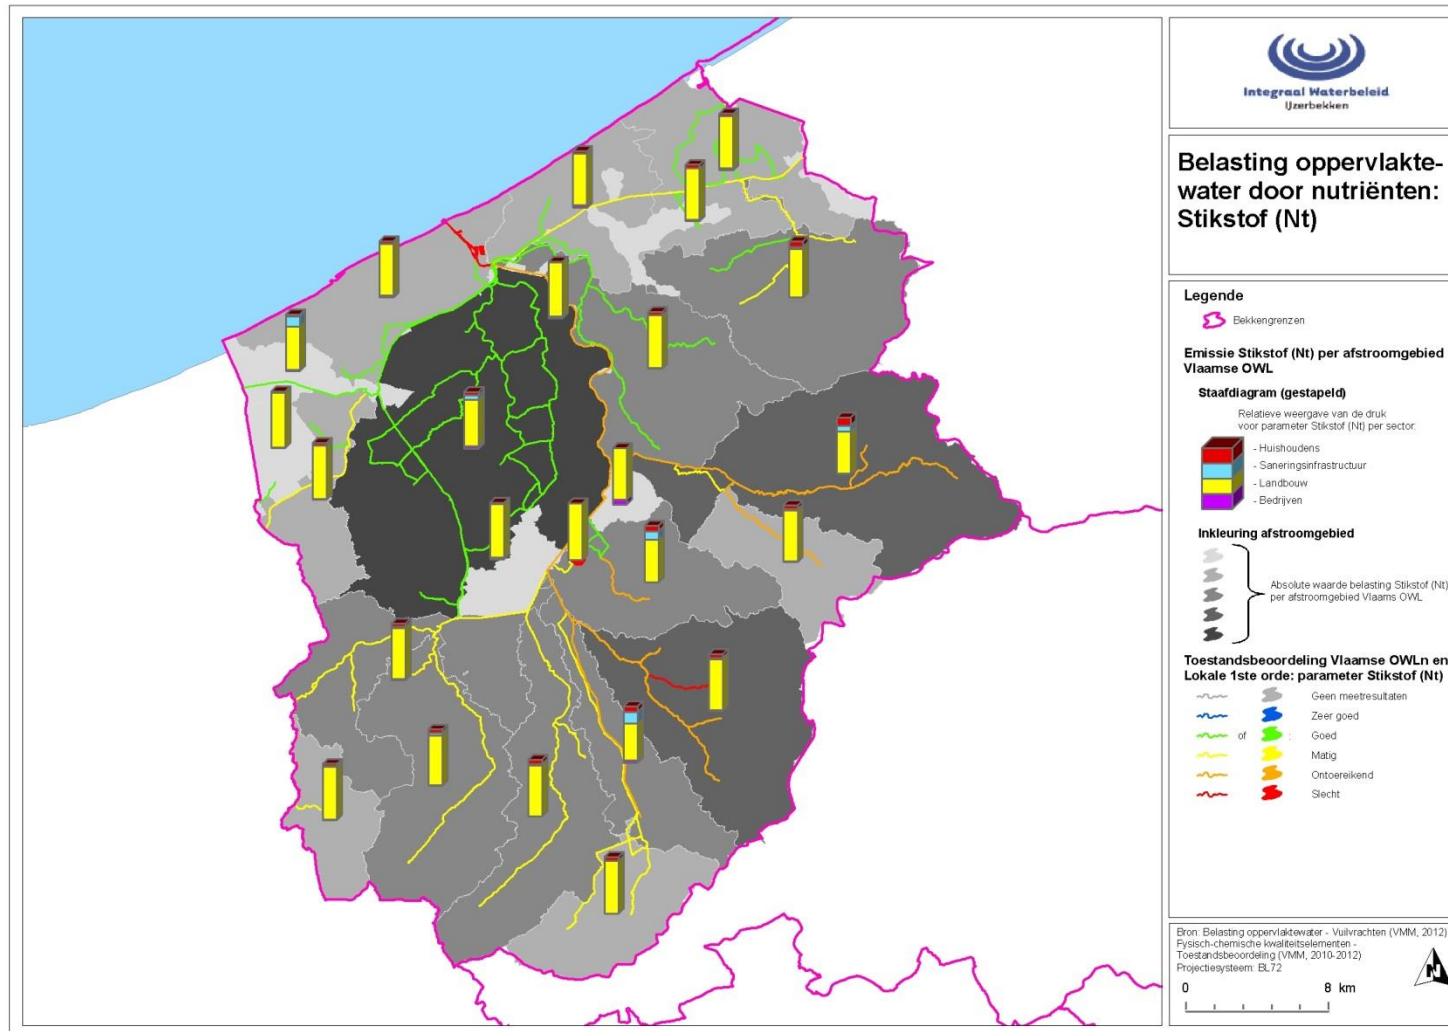 Integraal Waterbeleid
IJzerbekken
Belasting oppervlakte-
water door nutriënten:
Stikstof (Nt)
Legende
Bekkengrenzen
Emissie Stikstof (Nt) per afstroomgebied
Vlaamse OWL
Staafdiagram (gestapeld)
Relatieve weergave van de druk
voor parameter Stikstof (Nt) per sector.
- Huishoudens
- Saneringsinfrastructuur
- Landbouw
- Bedrijven
Inkleuring afstroomgebied
Absolute waarde belasting Stikstof (Nt)
per afstroomgebied Vlaams OWL
Toestandsbeoordeling Vlaamse OWLn en
Lokale 1ste orde: parameter Stikstof (Nt)
Geen meetresultaten
Zeer goed
of : Goed
Matig
Ontoereikend
Slecht
Bron: Belasting oppervlaktewater - Vuilvrachten (VMM, 2012)
Fysisch-chemische kwaliteitselementen -
Toestandsbeoordeling (VMM, 2010-2012)
Projectiesysteem: BL72
0 8 km
N